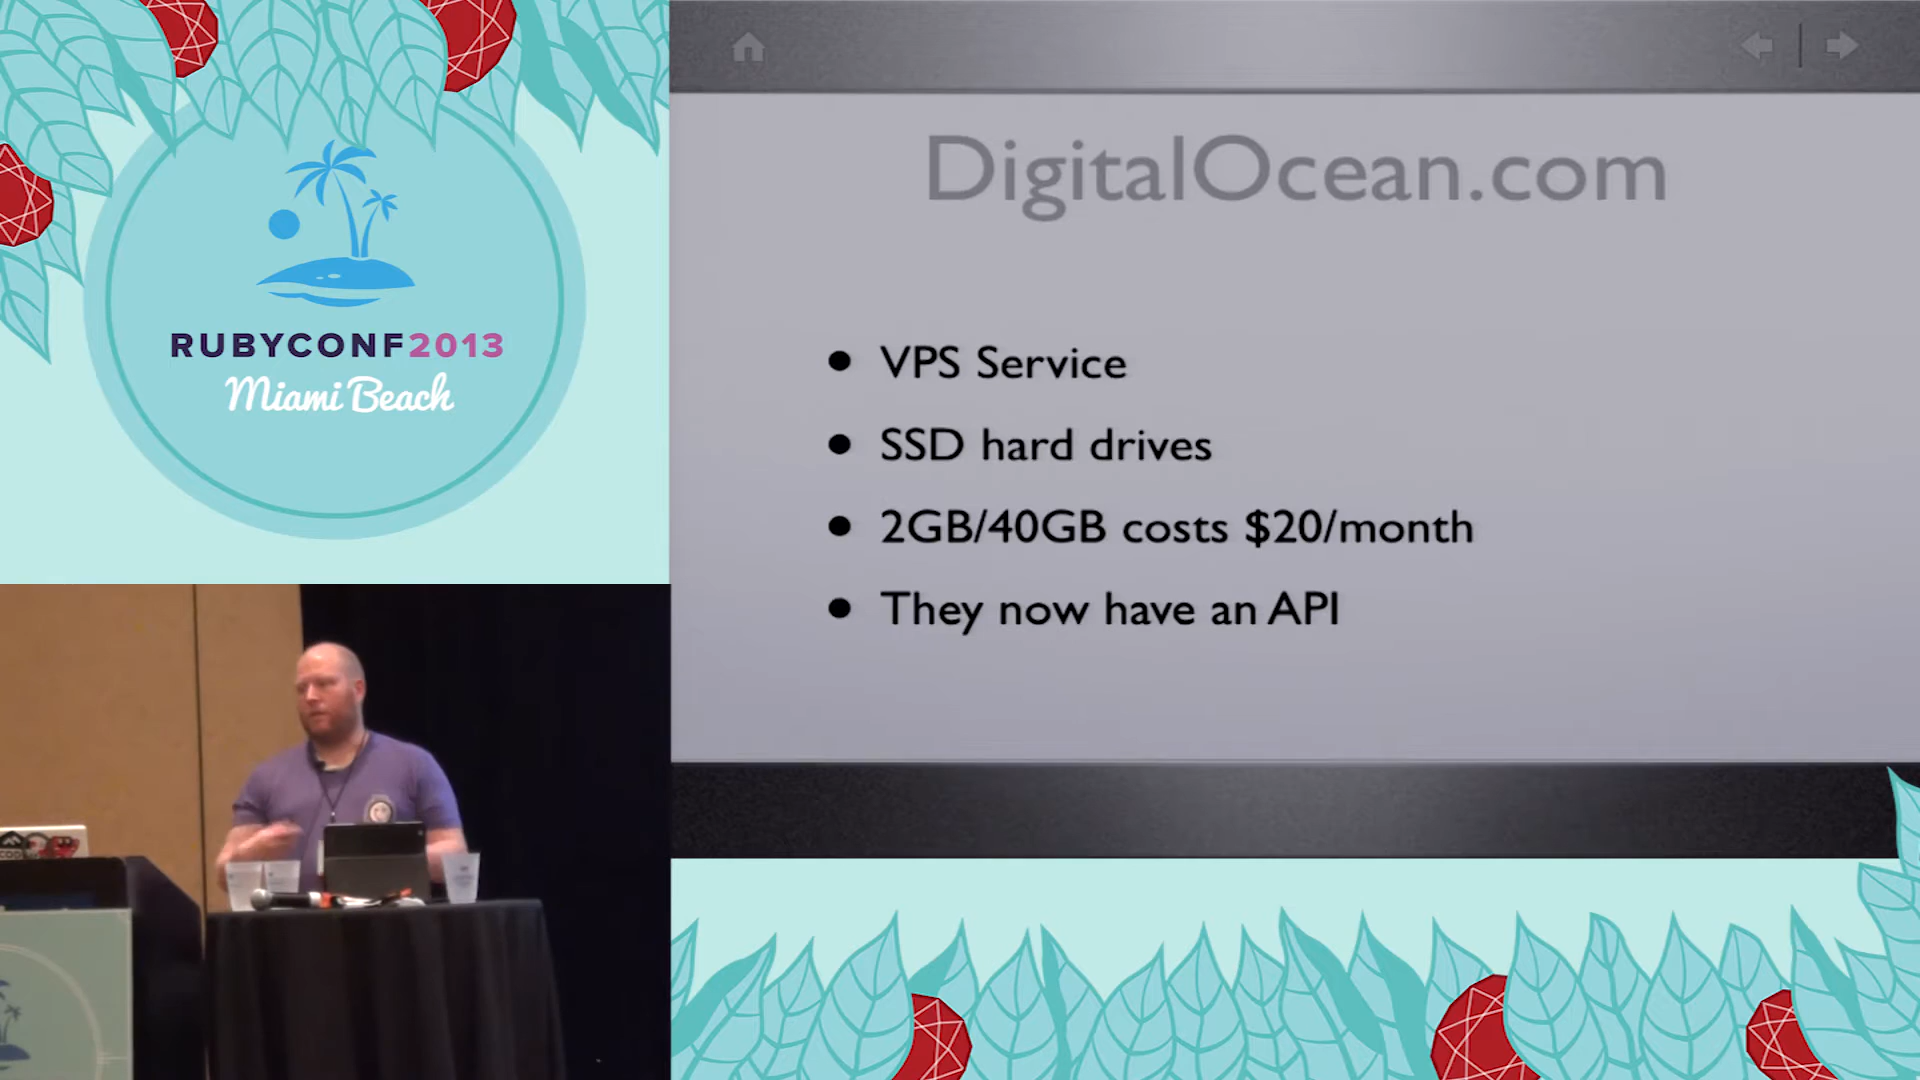 RUBYCONF2013
Miami Beach
DigitalOcean.com
• VPS Service
• SSD hard drives
• 2GB/40GB costs $20/month
• They now have an API